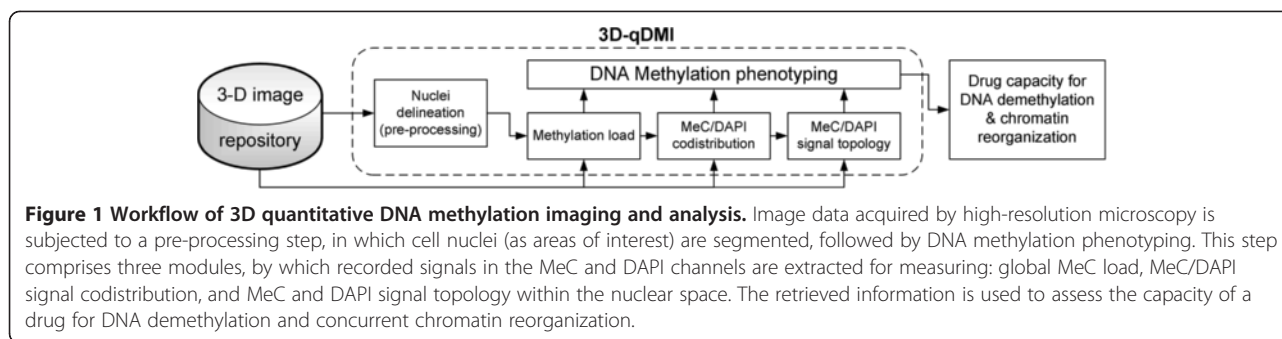 3D-qDMI
3-D image
repository
Nuclei
delineation
(pre-processing)
DNA Methylation phenotyping
Methylation load
MeC/DAPI
codistribution
MeC/DAPI
signal topology
Drug capacity for
DNA demethylation
& chromatin
reorganization
Figure 1 Workflow of 3D quantitative DNA methylation imaging and analysis. Image data acquired by high-resolution microscopy is
subjected to a pre-processing step, in which cell nuclei (as areas of interest) are segmented, followed by DNA methylation phenotyping. This step
comprises three modules, by which recorded signals in the MeC and DAPI channels are extracted for measuring: global MeC load, MeC/DAPI
signal codistribution, and MeC and DAPI signal topology within the nuclear space. The retrieved information is used to assess the capacity of a
drug for DNA demethylation and concurrent chromatin reorganization.